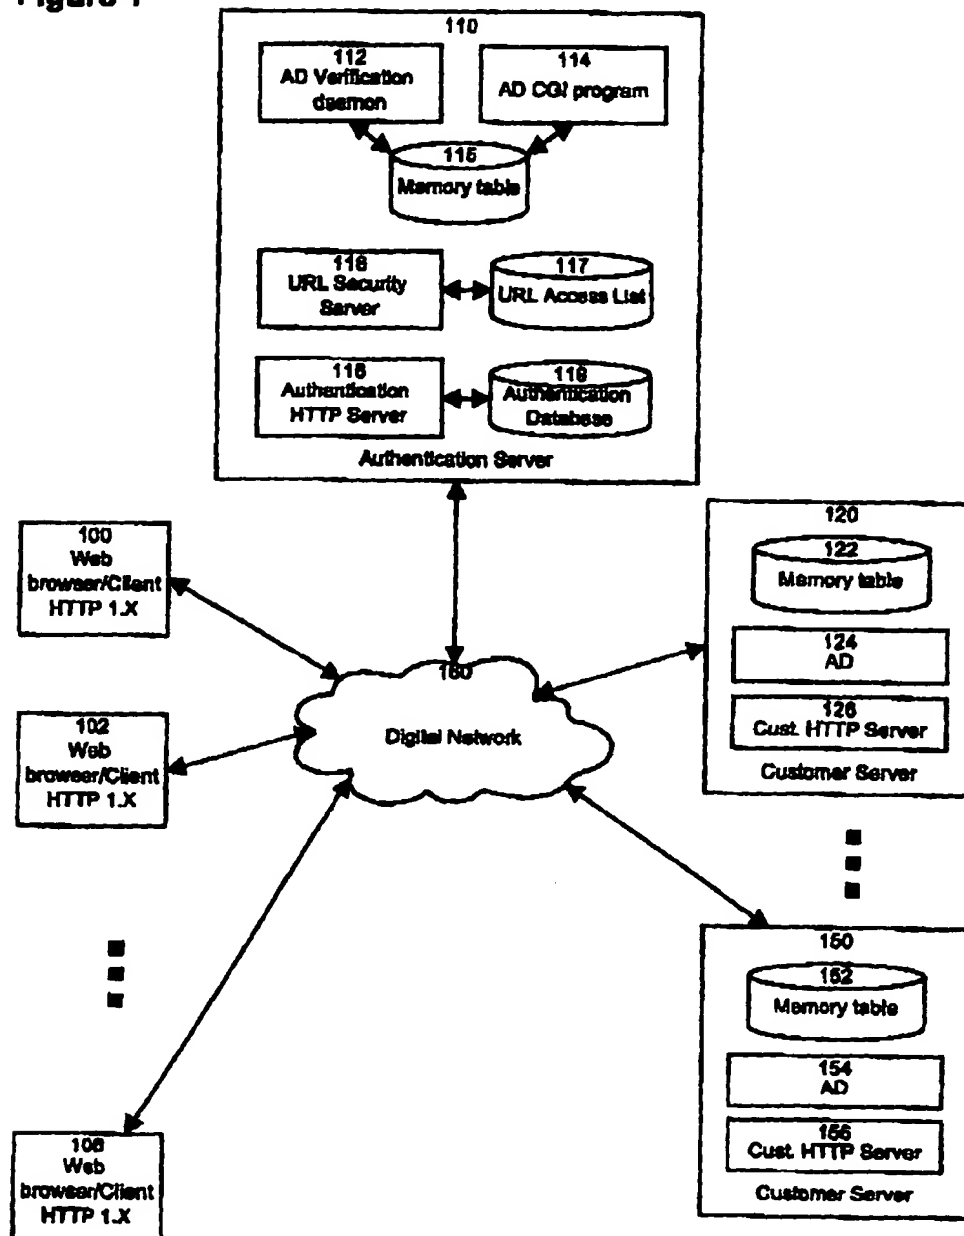 Figure 1
110
112
AD Verification
daemon
114
AD CGI program
115
Memory table
116
URL Security
Server
117
URL Access List
118
Authentication
HTTP Server
119
Authentication
Database
Authentication Server
100
Web
browser/Client
HTTP 1.X
120
122
Memory table
124
AD
126
Cust. HTTP Server
Customer Server
160
Digital Network
102
Web
browser/Client
HTTP 1.X
150
152
Memory table
154
AD
156
Cust. HTTP Server
Customer Server
106
Web
browser/Client
HTTP 1.X